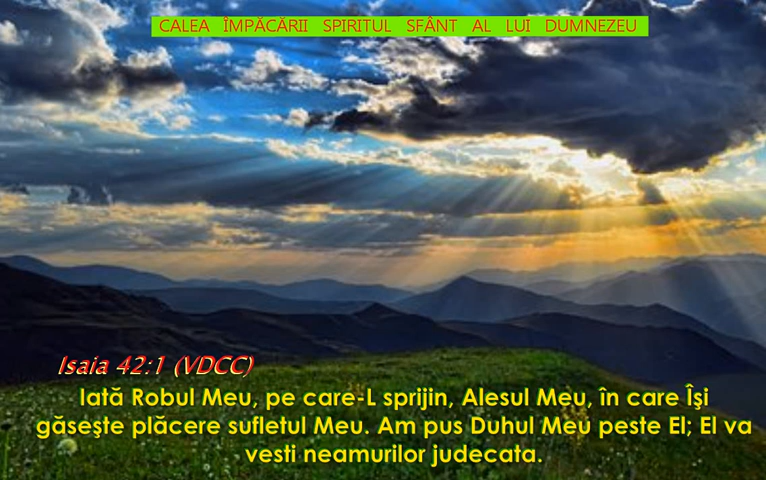 CALEA ÎMPĂCĂRII SPIRITUL SFÂNT AL LUI DUMNEZEU
Isaia 42:1 (VDCC)
Iată Robul Meu, pe care-L sprijin, Alesul Meu, în care Îşi
găseşte plăcere sufletul Meu. Am pus Duhul Meu peste El; El va
vesti neamurilor judecata.